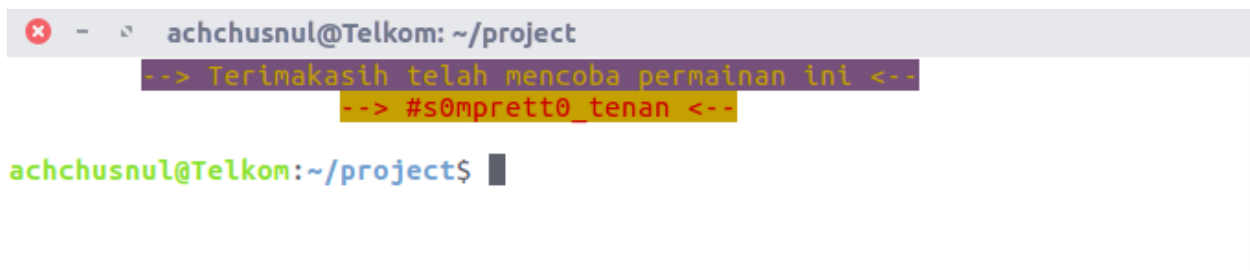 achchusnul@Telkom: ~/project
--> Terimakasih telah mencoba permainan ini <--
--> #s0mprett0_tenan <--
achchusnul@Telkom:~/project$